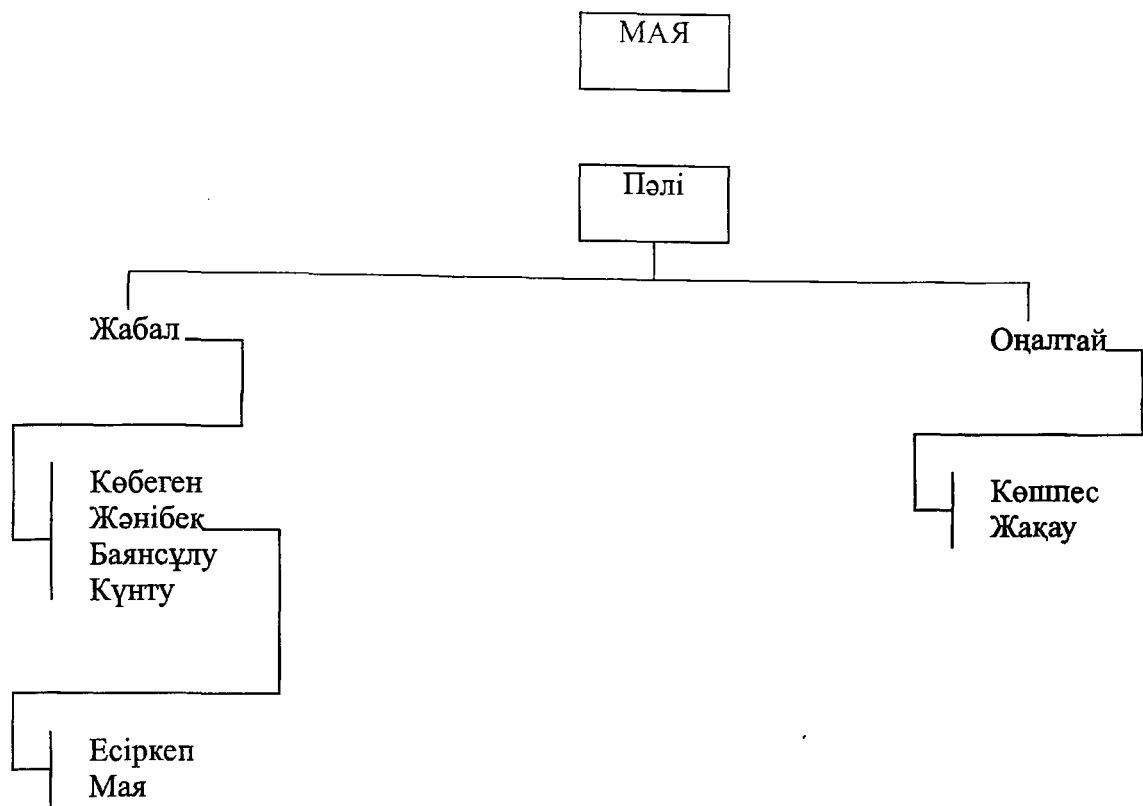 МАЯ
Пәлі
Жабал
Оңалтай
Көбеген
Жәнібек
Баянсұлу
Күнту
Көшпес
Жақау
Есіркеп
Мая